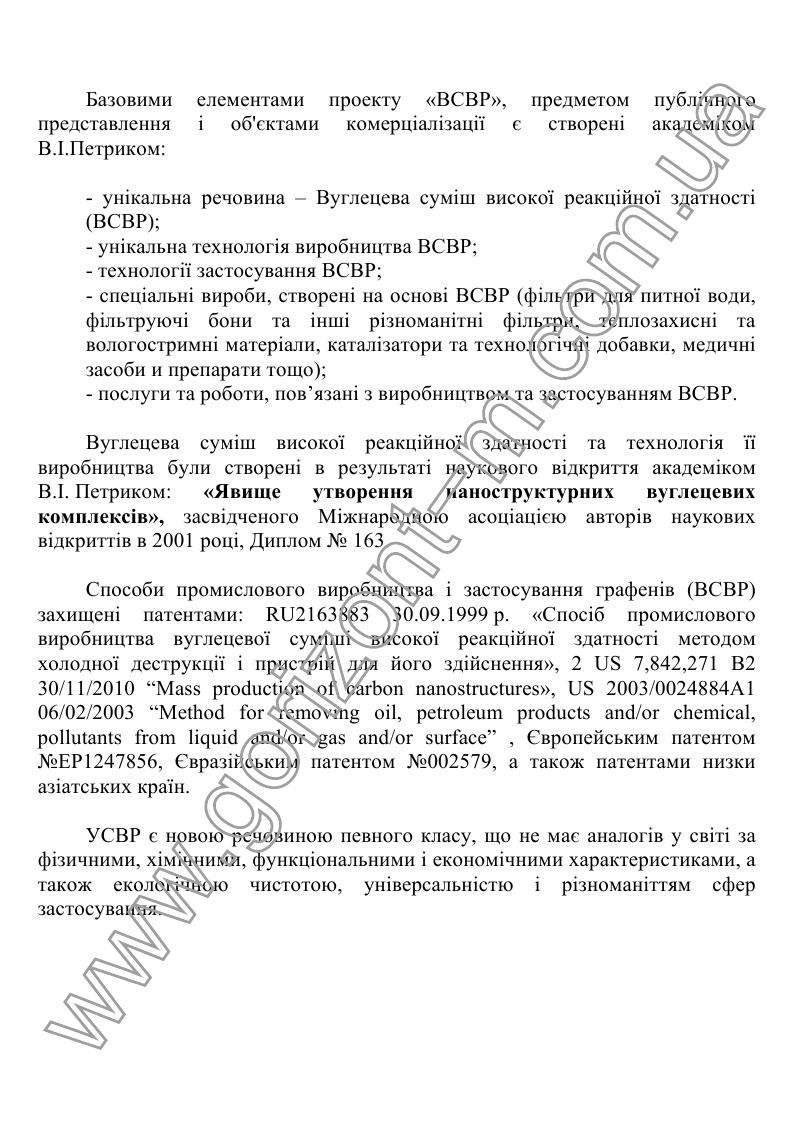 Базовими елементами проекту «ВСВР», предметом публічного
представлення і об'єктами комерціалізації є створені академіком
В.І.Петриком:
- унікальна речовина – Вуглецева суміш високої реакційної здатності
(ВСВР);
- унікальна технологія виробництва ВСВР;
- технології застосування ВСВР;
- спеціальні вироби, створені на основі ВСВР (фільтри для питної води,
фільтруючі бони та інші різноманітні фільтри, теплозахисні та
вологостримні матеріали, каталізатори та технологічні добавки, медичні
засоби и препарати тощо);
- послуги та роботи, пов’язані з виробництвом та застосуванням ВСВР.
Вуглецева суміш високої реакційної здатності та технологія її
виробництва були створені в результаті наукового відкриття академіком
В.І. Петриком: «Явище утворення наноструктурних вуглецевих
комплексів», засвідченого Міжнародною асоціацією авторів наукових
відкриттів в 2001 році, Диплом № 163
Способи промислового виробництва і застосування графенів (ВСВР)
захищені патентами: RU2163883 30.09.1999 р. «Спосіб промислового
виробництва вуглецевої суміші високої реакційної здатності методом
холодної деструкції і пристрій для його здійснення», 2 US 7,842,271 B2
30/11/2010 “Mass production of carbon nanostructures», US 2003/0024884A1
06/02/2003 “Method for removing oil, petroleum products and/or chemical,
pollutants from liquid and/or gas and/or surface” , Європейським патентом
№EP1247856, Євразійським патентом №002579, а також патентами низки
азіатських країн.
УСВР є новою речовиною певного класу, що не має аналогів у світі за
фізичними, хімічними, функціональними і економічними характеристиками, а
також екологічною чистотою, універсальністю і різноманіттям сфер
застосування.
www.gorizont-m.com.ua